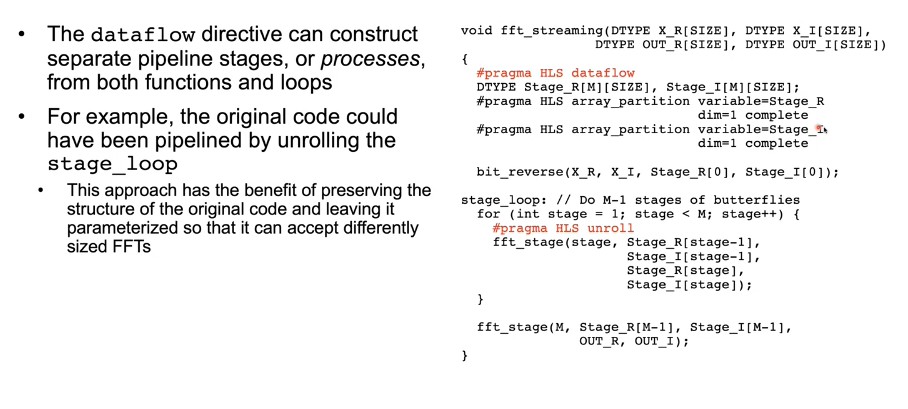 • The dataflow directive can construct
separate pipeline stages, or processes,
from both functions and loops
• For example, the original code could
have been pipelined by unrolling the
stage_loop
• This approach has the benefit of preserving the
structure of the original code and leaving it
parameterized so that it can accept differently
sized FFTs
void fft_streaming(DTYPE X_R[SIZE], DTYPE X_I[SIZE],
DTYPE OUT_R[SIZE], DTYPE OUT_I[SIZE])
{
#pragma HLS dataflow
DTYPE Stage_R[M][SIZE], Stage_I[M][SIZE];
#pragma HLS array_partition variable=Stage_R
dim=1 complete
#pragma HLS array_partition variable=Stage_I
dim=1 complete
bit_reverse(X_R, X_I, Stage_R[0], Stage_I[0]);
stage_loop: // Do M-1 stages of butterflies
for (int stage = 1; stage < M; stage++) {
#pragma HLS unroll
fft_stage(stage, Stage_R[stage-1],
Stage_I[stage-1],
Stage_R[stage],
Stage_I[stage]);
}
fft_stage(M, Stage_R[M-1], Stage_I[M-1],
OUT_R, OUT_I);
}